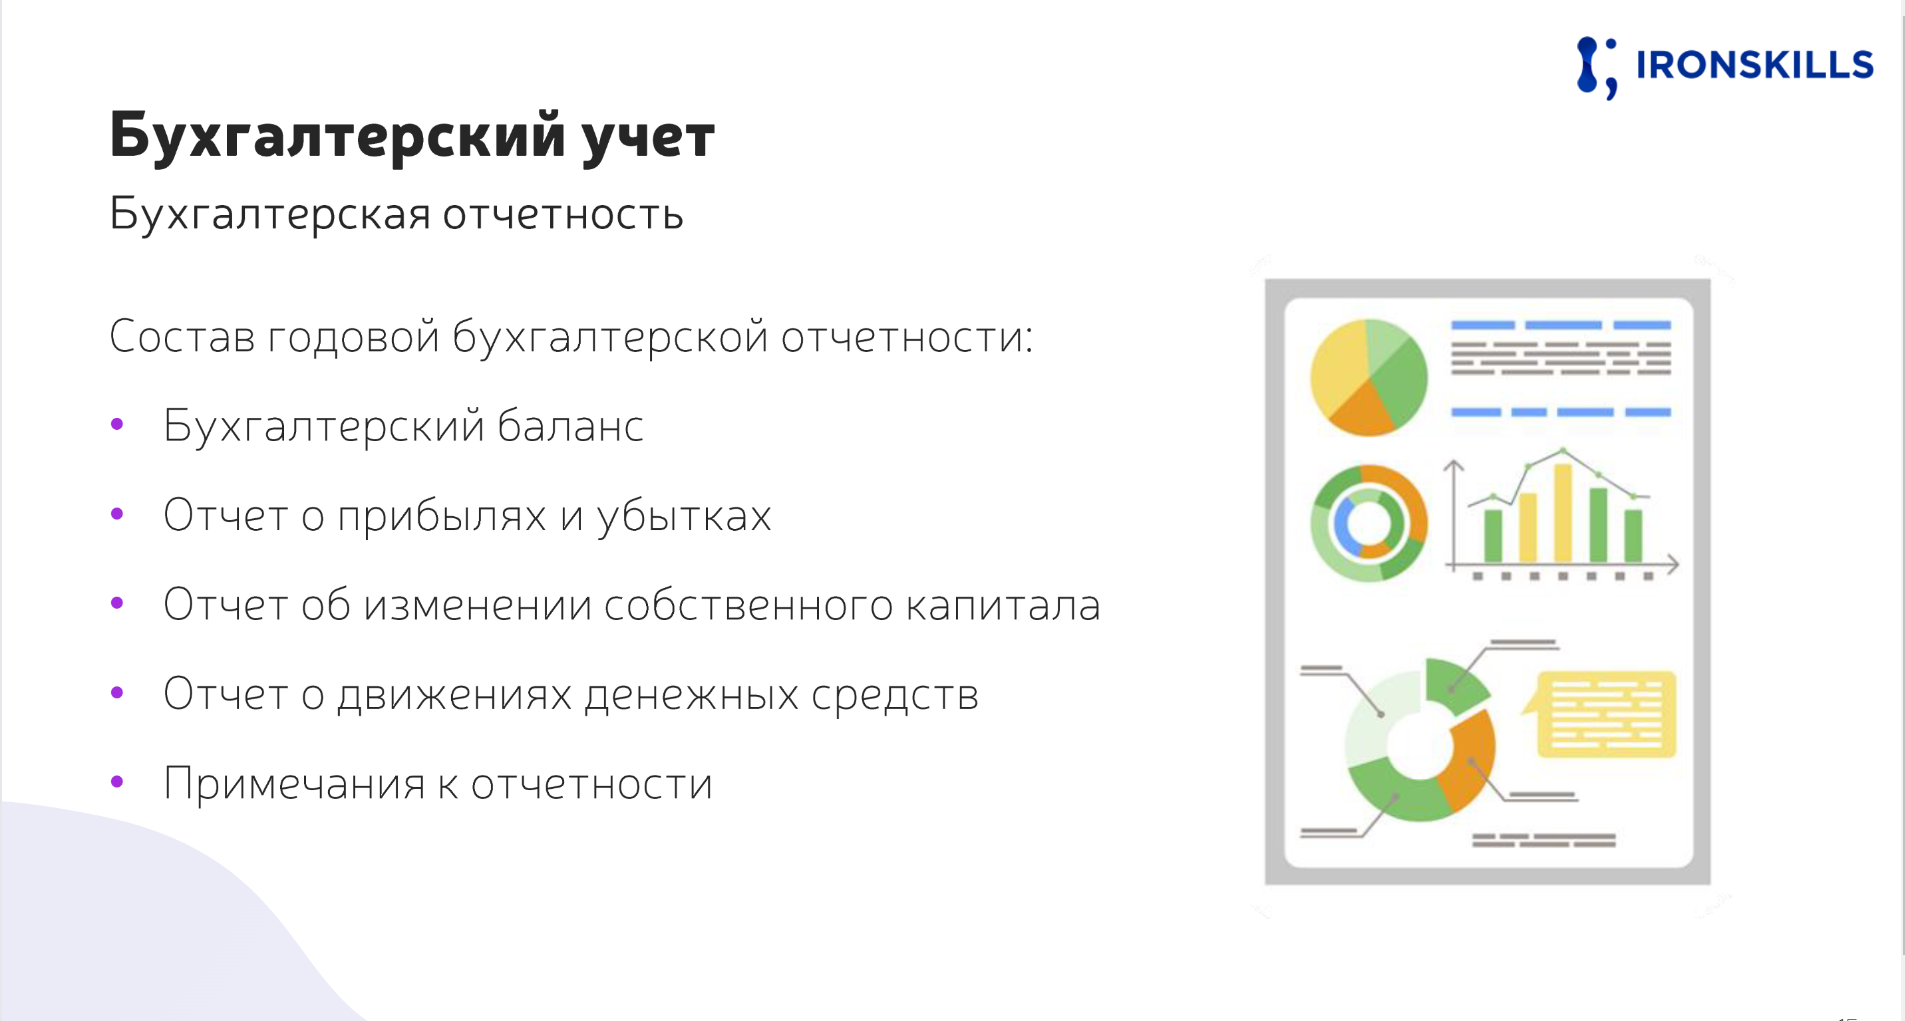 IRONSKILLS
Бухгалтерский учет
Бухгалтерская отчетность
Состав годовой бухгалтерской отчетности:
• Бухгалтерский баланс
• Отчет о прибылях и убытках
• Отчет об изменении собственного капитала
• Отчет о движениях денежных средств
• Примечания к отчетности